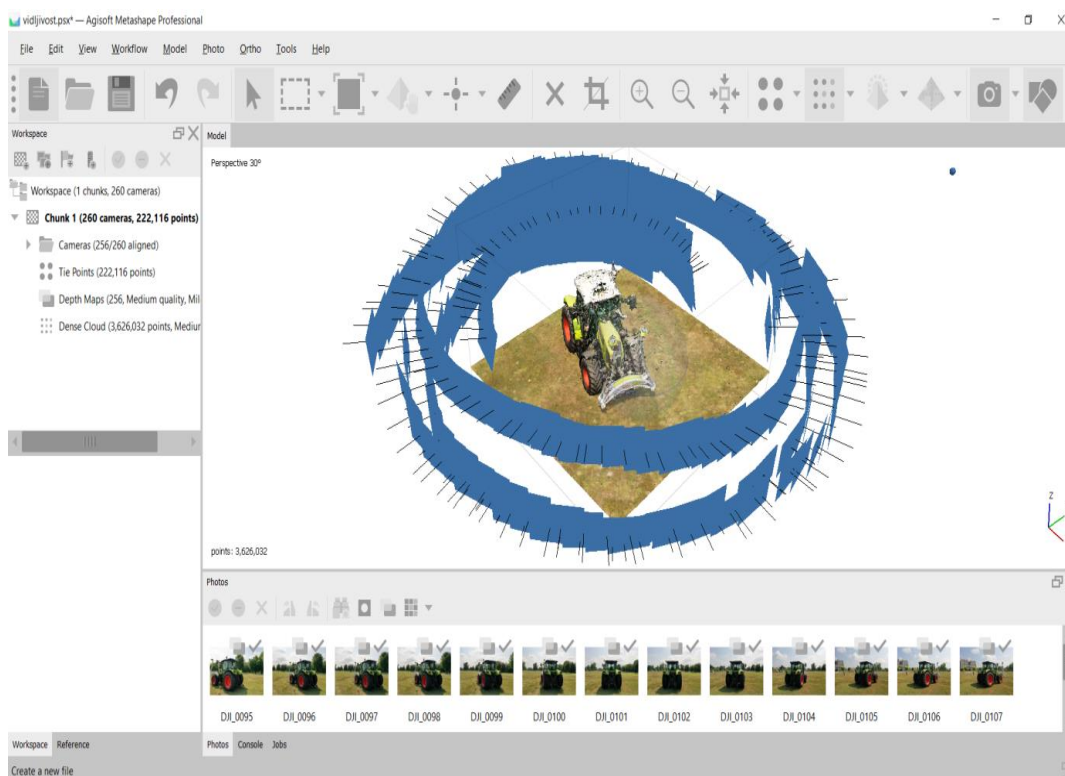 vidljivost.psx* — Agisoft Metashape Professional
File Edit View Workflow Model Photo Ortho Tools Help
Workspace
Model
Perspective 30°
Workspace (1 chunks, 260 cameras)
Chunk 1 (260 cameras, 222,116 points)
Cameras (256/260 aligned)
Tie Points (222,116 points)
Depth Maps (256, Medium quality, Mil
Dense Cloud (3,626,032 points, Mediur
Z
points: 3,626,032
Photos
DJI_0095 DJI_0096 DJI_0097 DJI_0098 DJI_0099 DJI_0100 DJI_0101 DJI_0102 DJI_0103 DJI_0104 DJI_0105 DJI_0106 DJI_0107
Workspace Reference
Photos Console Jobs
Create a new file